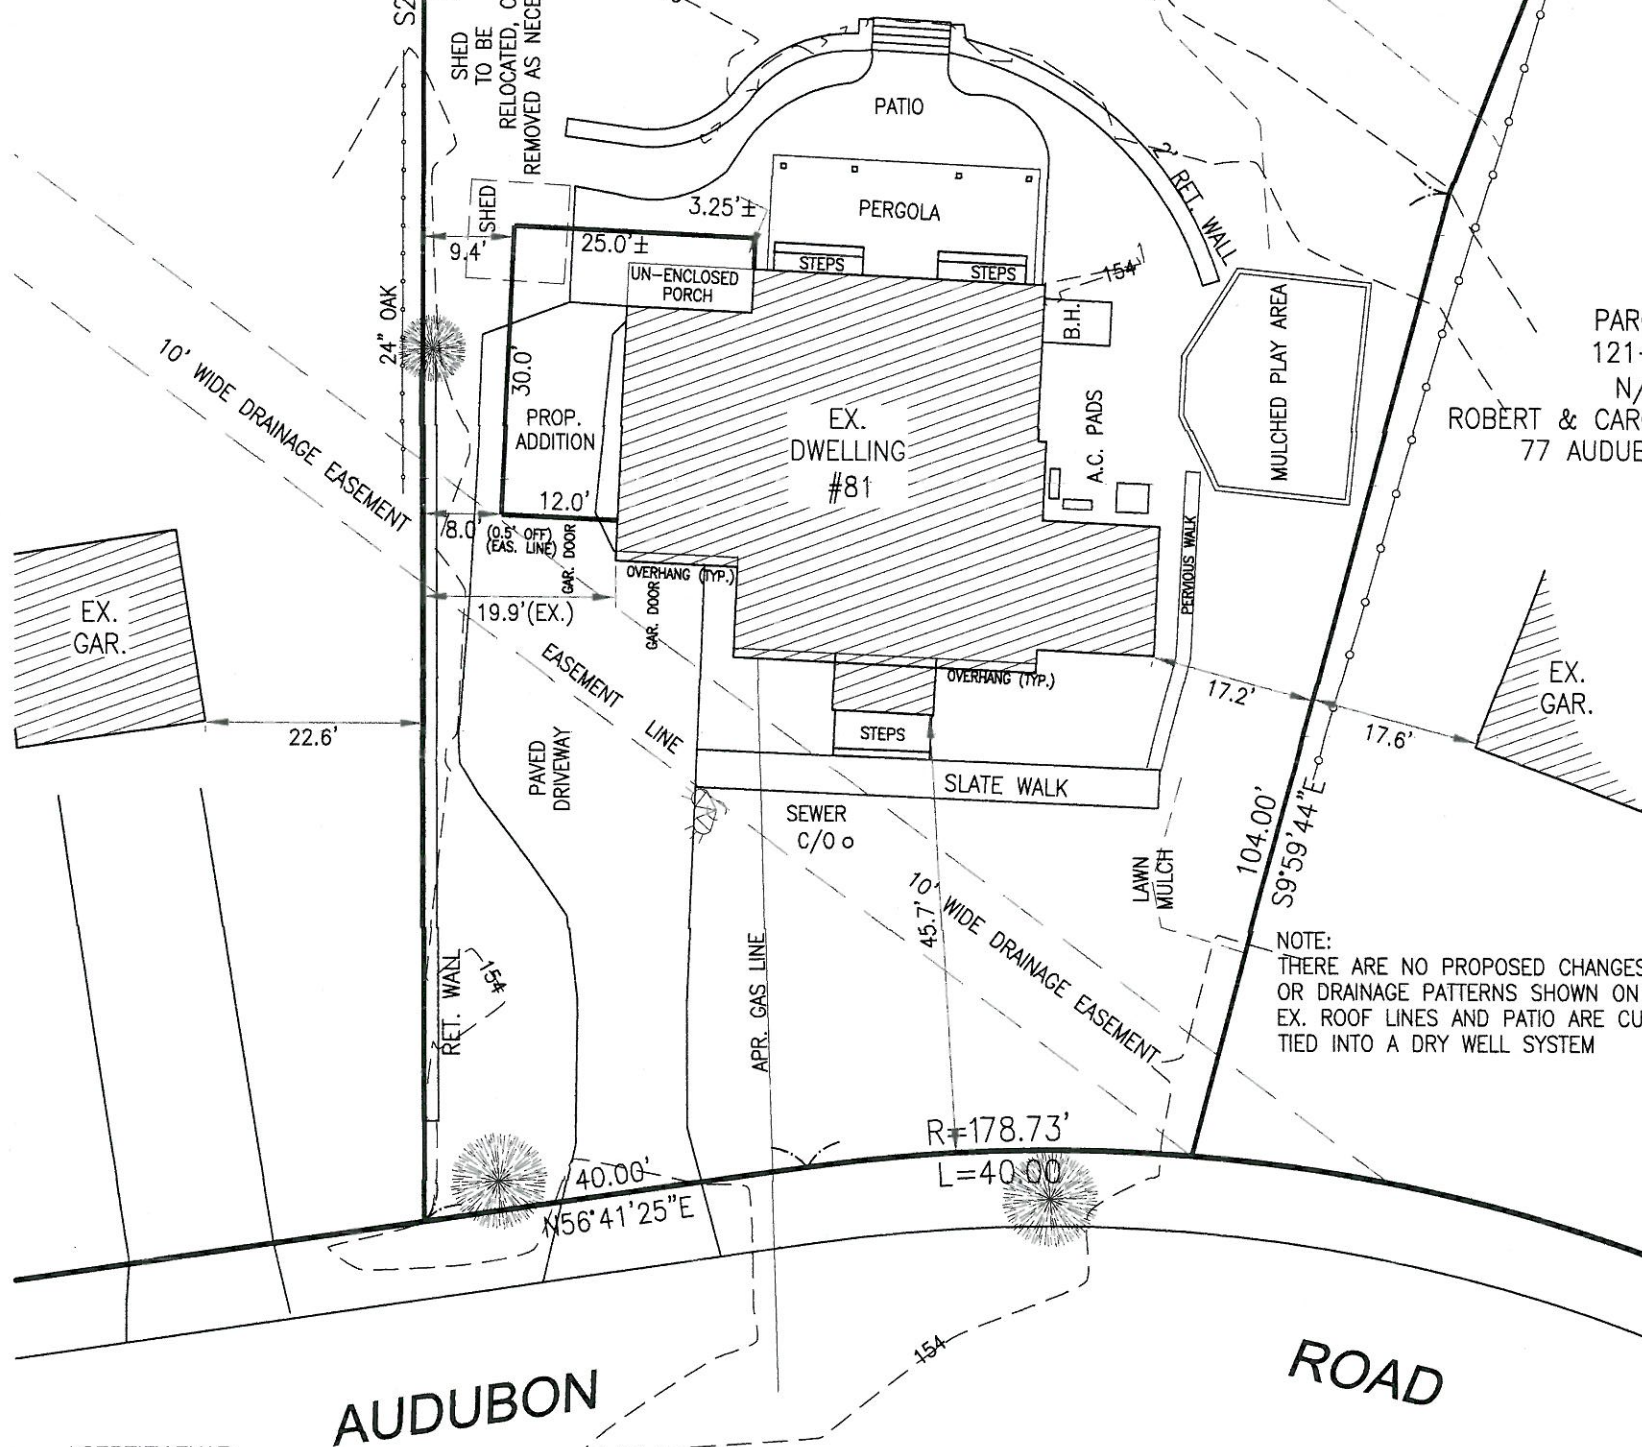 S2
SHED
TO BE
RELOCATED, O
REMOVED AS NECE
PATIO
2' RET. WALL
SHED
3.25'±
PERGOLA
9.4'
25.0'±
UN-ENCLOSED
PORCH
STEPS
STEPS
154
B.H.
24" OAK
MULCHED PLAY AREA
PAR
121-
N/
ROBERT & CAR
77 AUDUB
10' WIDE DRAINAGE EASEMENT
30.0'
PROP.
ADDITION
EX.
DWELLING
#81
A.C. PADS
12.0'
8.0'
(0.5' OFF)
(EAS. LINE)
GAR. DOOR
OVERHANG (TYP.)
GAR. DOOR
PERVIOUS WALK
EX.
GAR.
19.9'(EX.)
EASEMENT LINE
OVERHANG (TYP.)
17.2'
EX.
GAR.
22.6'
STEPS
17.6'
PAVED
DRIVEWAY
SLATE WALK
SEWER
C/O
104.00'
S9°59'44"E
LAWN
MULCH
10' WIDE DRAINAGE EASEMENT
45.7'
NOTE:
THERE ARE NO PROPOSED CHANGES
OR DRAINAGE PATTERNS SHOWN ON
EX. ROOF LINES AND PATIO ARE CU
TIED INTO A DRY WELL SYSTEM
RET. WALL
154
APR. GAS LINE
R=178.73'
L=40.00
40.00'
N56°41'25"E
154
AUDUBON ROAD